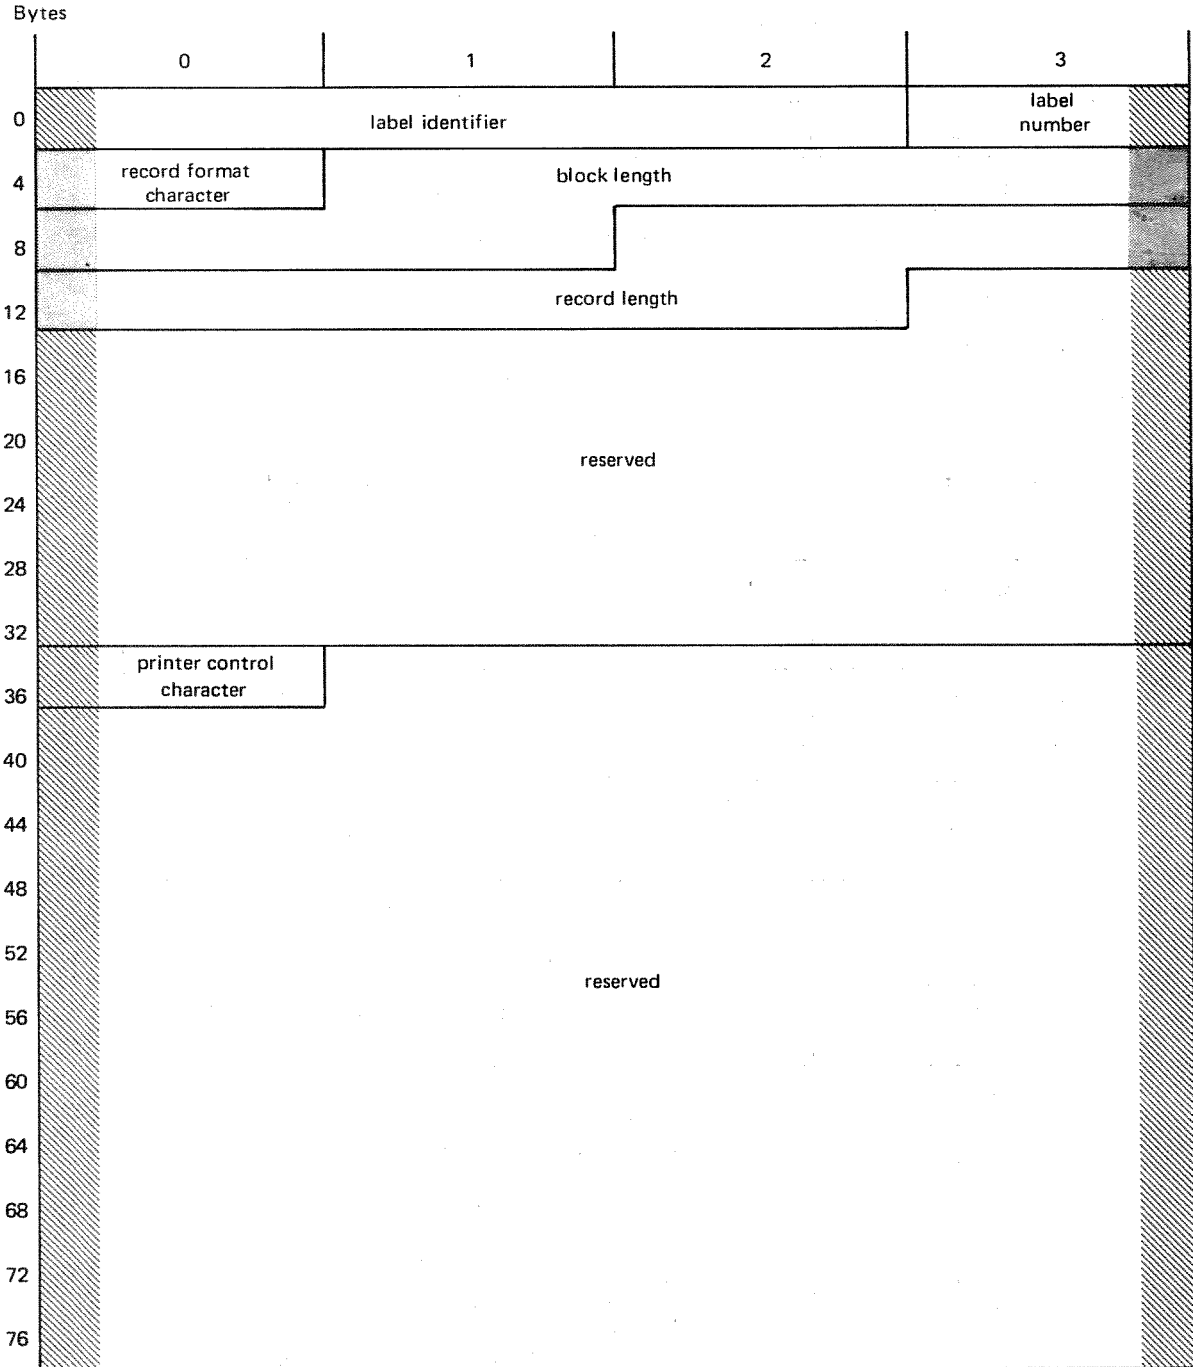 Bytes
0 1 2 3
0 label identifier label
number
4 record format block length
character
8
12 record length
16
20 reserved
24
28
32
printer control
36 character
40
44
48
52 reserved
56
60
64
68
72
76